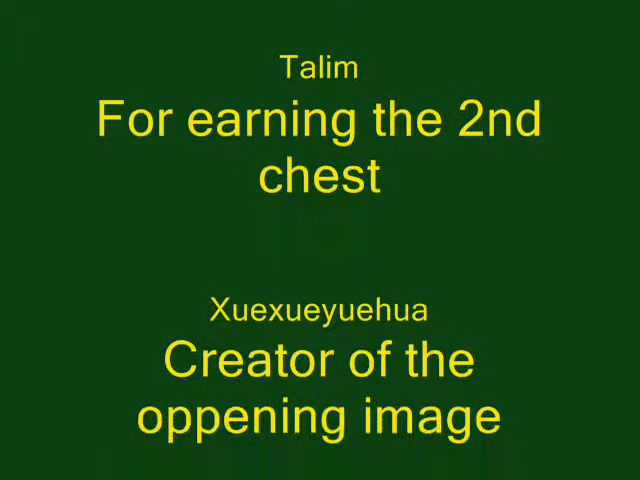 Talim
For earning the 2nd
chest
Xuexueyuehua
Creator of the
oppening image